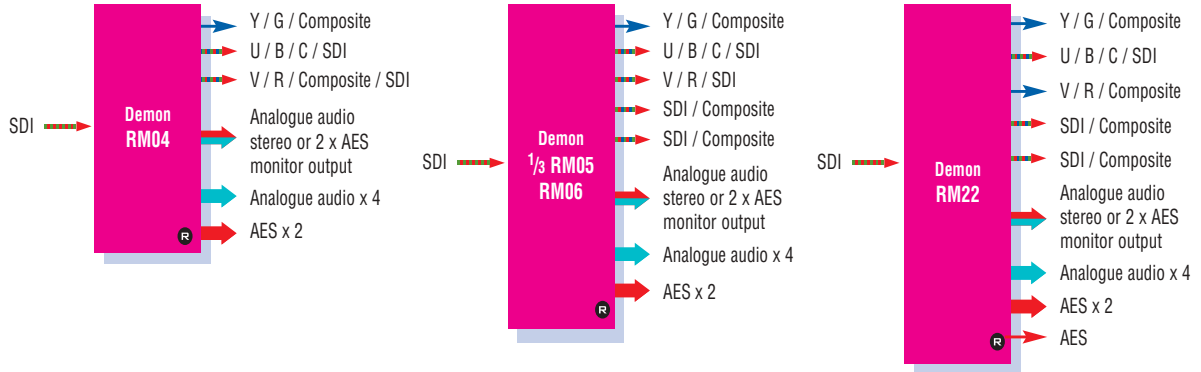 SDI
Demon
RM04
R
Y / G / Composite
U / B / C / SDI
V / R / Composite / SDI
Analogue audio
stereo or 2 x AES
monitor output
Analogue audio x 4
AES x 2
SDI
Demon
1/3 RM05
RM06
R
Y / G / Composite
U / B / C / SDI
V / R / SDI
SDI / Composite
SDI / Composite
Analogue audio
stereo or 2 x AES
monitor output
Analogue audio x 4
AES x 2
SDI
Demon
RM22
R
Y / G / Composite
U / B / C / SDI
V / R / Composite
SDI / Composite
SDI / Composite
Analogue audio
stereo or 2 x AES
monitor output
Analogue audio x 4
AES x 2
AES